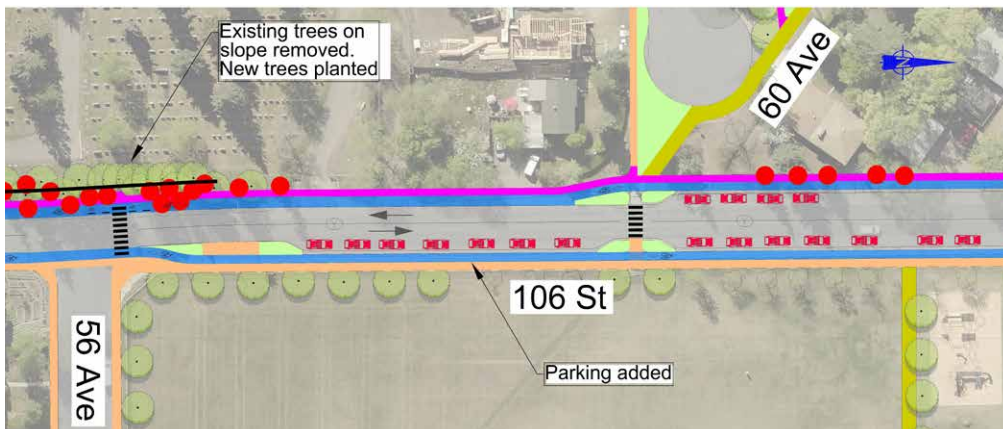 Existing trees on
slope removed.
New trees planted
60 Ave
N
106 St
56 Ave
Parking added